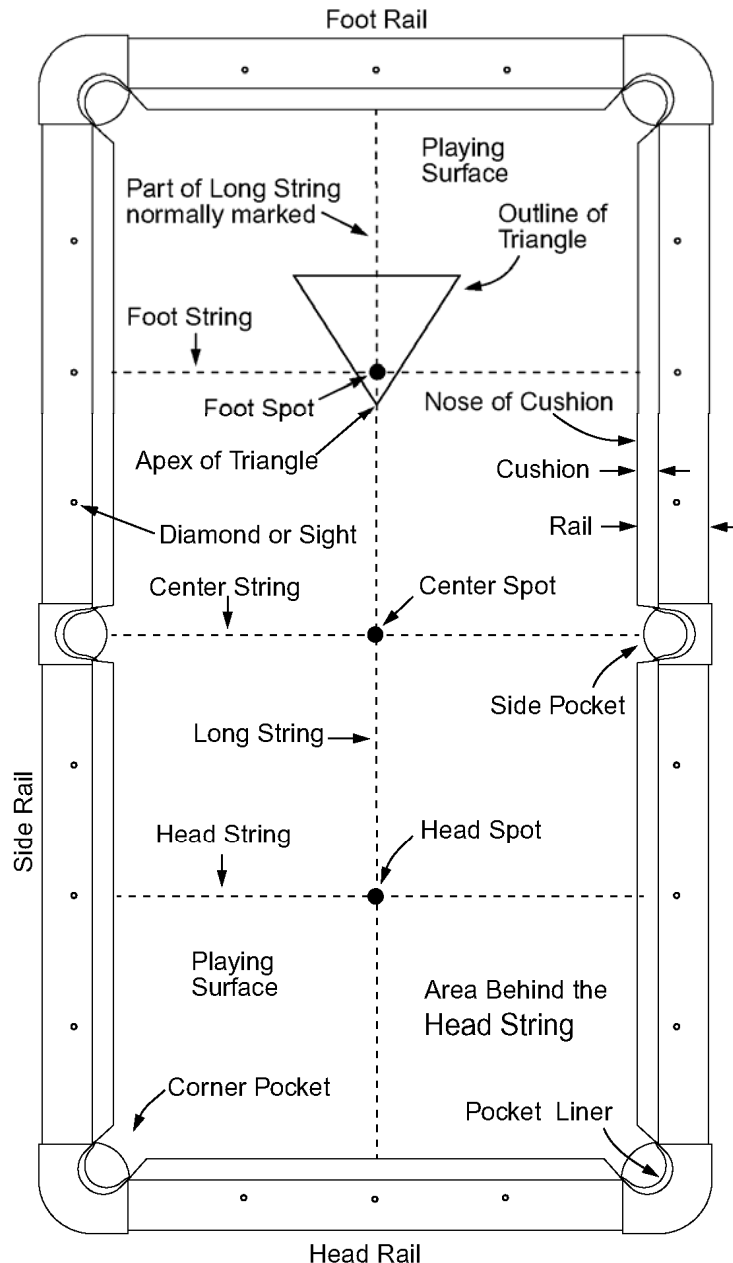 Foot Rail
Playing
Surface
Part of Long String
normally marked
Outline of
Triangle
Foot String
Foot Spot
Nose of Cushion
Apex of Triangle
Cushion
Rail
Diamond or Sight
Center String
Center Spot
Side Pocket
Long String
Side Rail
Head String
Head Spot
Playing
Surface
Area Behind the
Head String
Corner Pocket
Pocket Liner
Head Rail